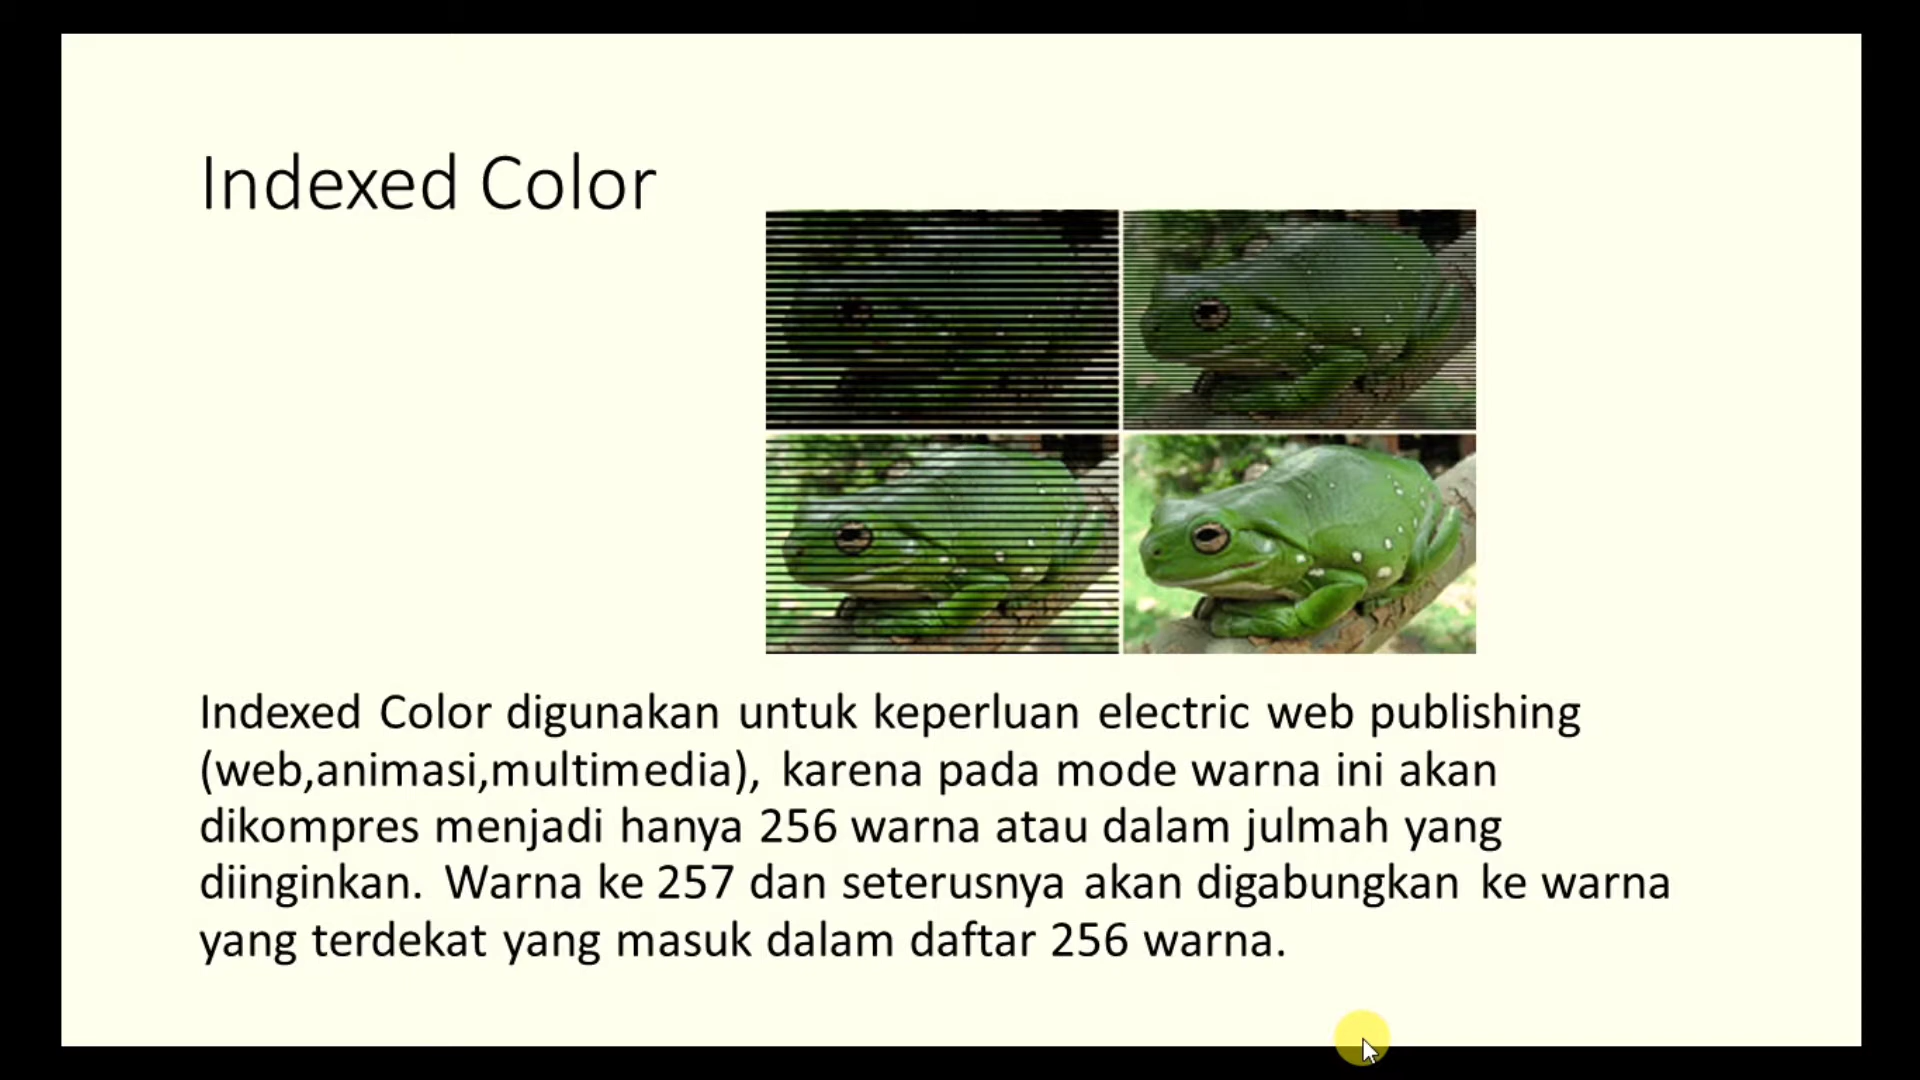 Indexed Color
Indexed Color digunakan untuk keperluan electric web publishing
(web,animasi,multimedia), karena pada mode warna ini akan
dikompres menjadi hanya 256 warna atau dalam julmah yang
diinginkan. Warna ke 257 dan seterusnya akan digabungkan ke warna
yang terdekat yang masuk dalam daftar 256 warna.